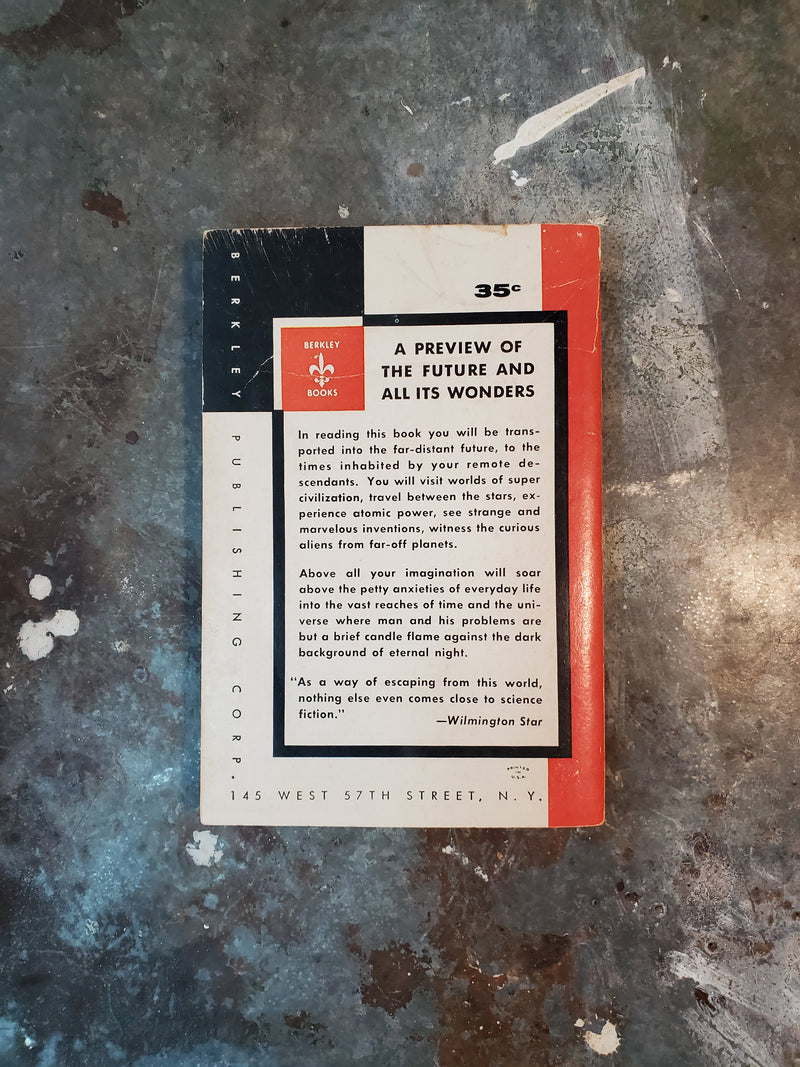 35c
BERKLEY
BOOKS
A PREVIEW OF
THE FUTURE AND
ALL ITS WONDERS
In reading this book you will be trans-
ported into the far-distant future, to the
times inhabited by your remote de-
scendants. You will visit worlds of super
civilization, travel between the stars, ex-
perience atomic power, see strange and
marvelous inventions, witness the curious
aliens from far-off planets.
Above all your imagination will soar
above the petty anxieties of everyday life
into the vast reaches of time and the uni-
verse where man and his problems are
but a brief candle flame against the dark
background of eternal night.
"As a way of escaping from this world,
nothing else even comes close to science
fiction."
—Wilmington Star
PRINTED
IN
U.S.A.
BERKLEY PUBLISHING CORP.
145 WEST 57TH STREET, N. Y.